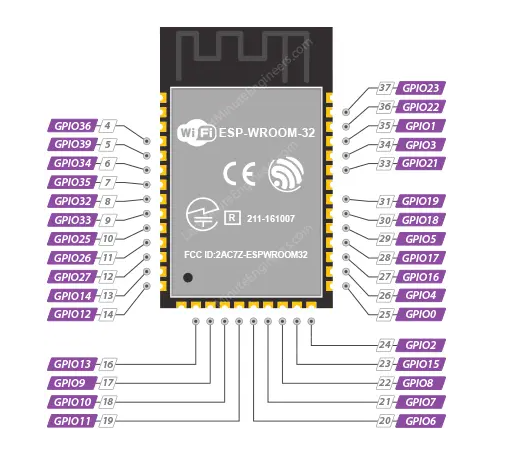 37 GPIO23
36 GPIO22
GPIO36 4
35 GPIO1
GPIO39 5
34 GPIO3
GPIO34 6
33 GPIO21
GPIO35 7
GPIO32 8
31 GPIO19
GPIO33 9
30 GPIO18
GPIO25 10
29 GPIO5
GPIO26 11
28 GPIO17
GPIO27 12
27 GPIO16
GPIO14 13
26 GPIO4
GPIO12 14
25 GPIO0
WiFi ESP-WROOM-32
CE
R 211-161007
FCC ID:2AC7Z-ESPWROOM32
24 GPIO2
GPIO13 16
23 GPIO15
GPIO9 17
22 GPIO8
GPIO10 18
21 GPIO7
GPIO11 19
20 GPIO6